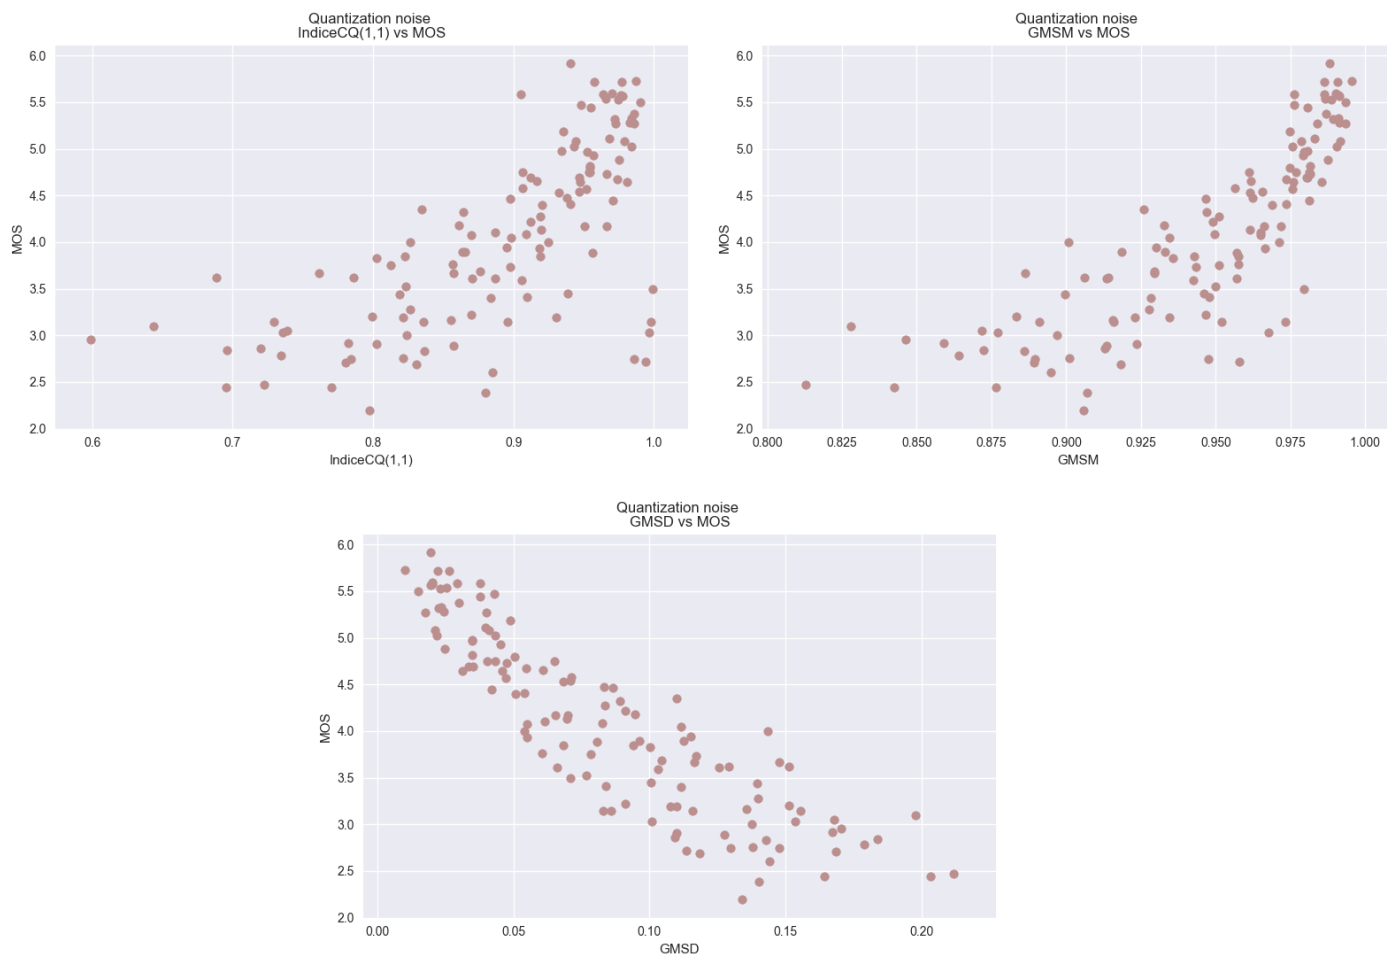 Quantization noise
IndiceCQ(1,1) vs MOS
6.0
5.5
5.0
4.5
4.0
3.5
3.0
2.5
2.0
MOS
0.6 0.7 0.8 0.9 1.0
IndiceCQ(1,1)
Quantization noise
GMSM vs MOS
6.0
5.5
5.0
4.5
4.0
3.5
3.0
2.5
2.0
MOS
0.800 0.825 0.850 0.875 0.900 0.925 0.950 0.975 1.000
GMSM
Quantization noise
GMSD vs MOS
6.0
5.5
5.0
4.5
4.0
3.5
3.0
2.5
2.0
MOS
0.00 0.05 0.10 0.15 0.20
GMSD